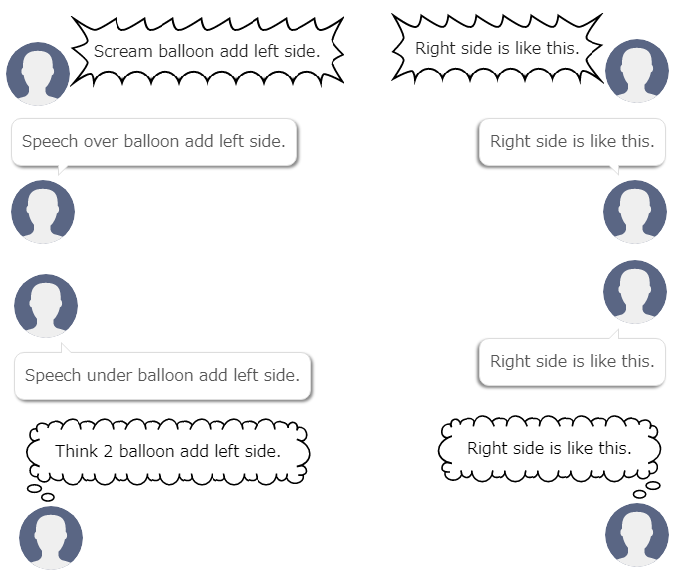 Scream balloon add left side.
Right side is like this.
Speech over balloon add left side.
Right side is like this.
Speech under balloon add left side.
Right side is like this.
Think 2 balloon add left side.
Right side is like this.